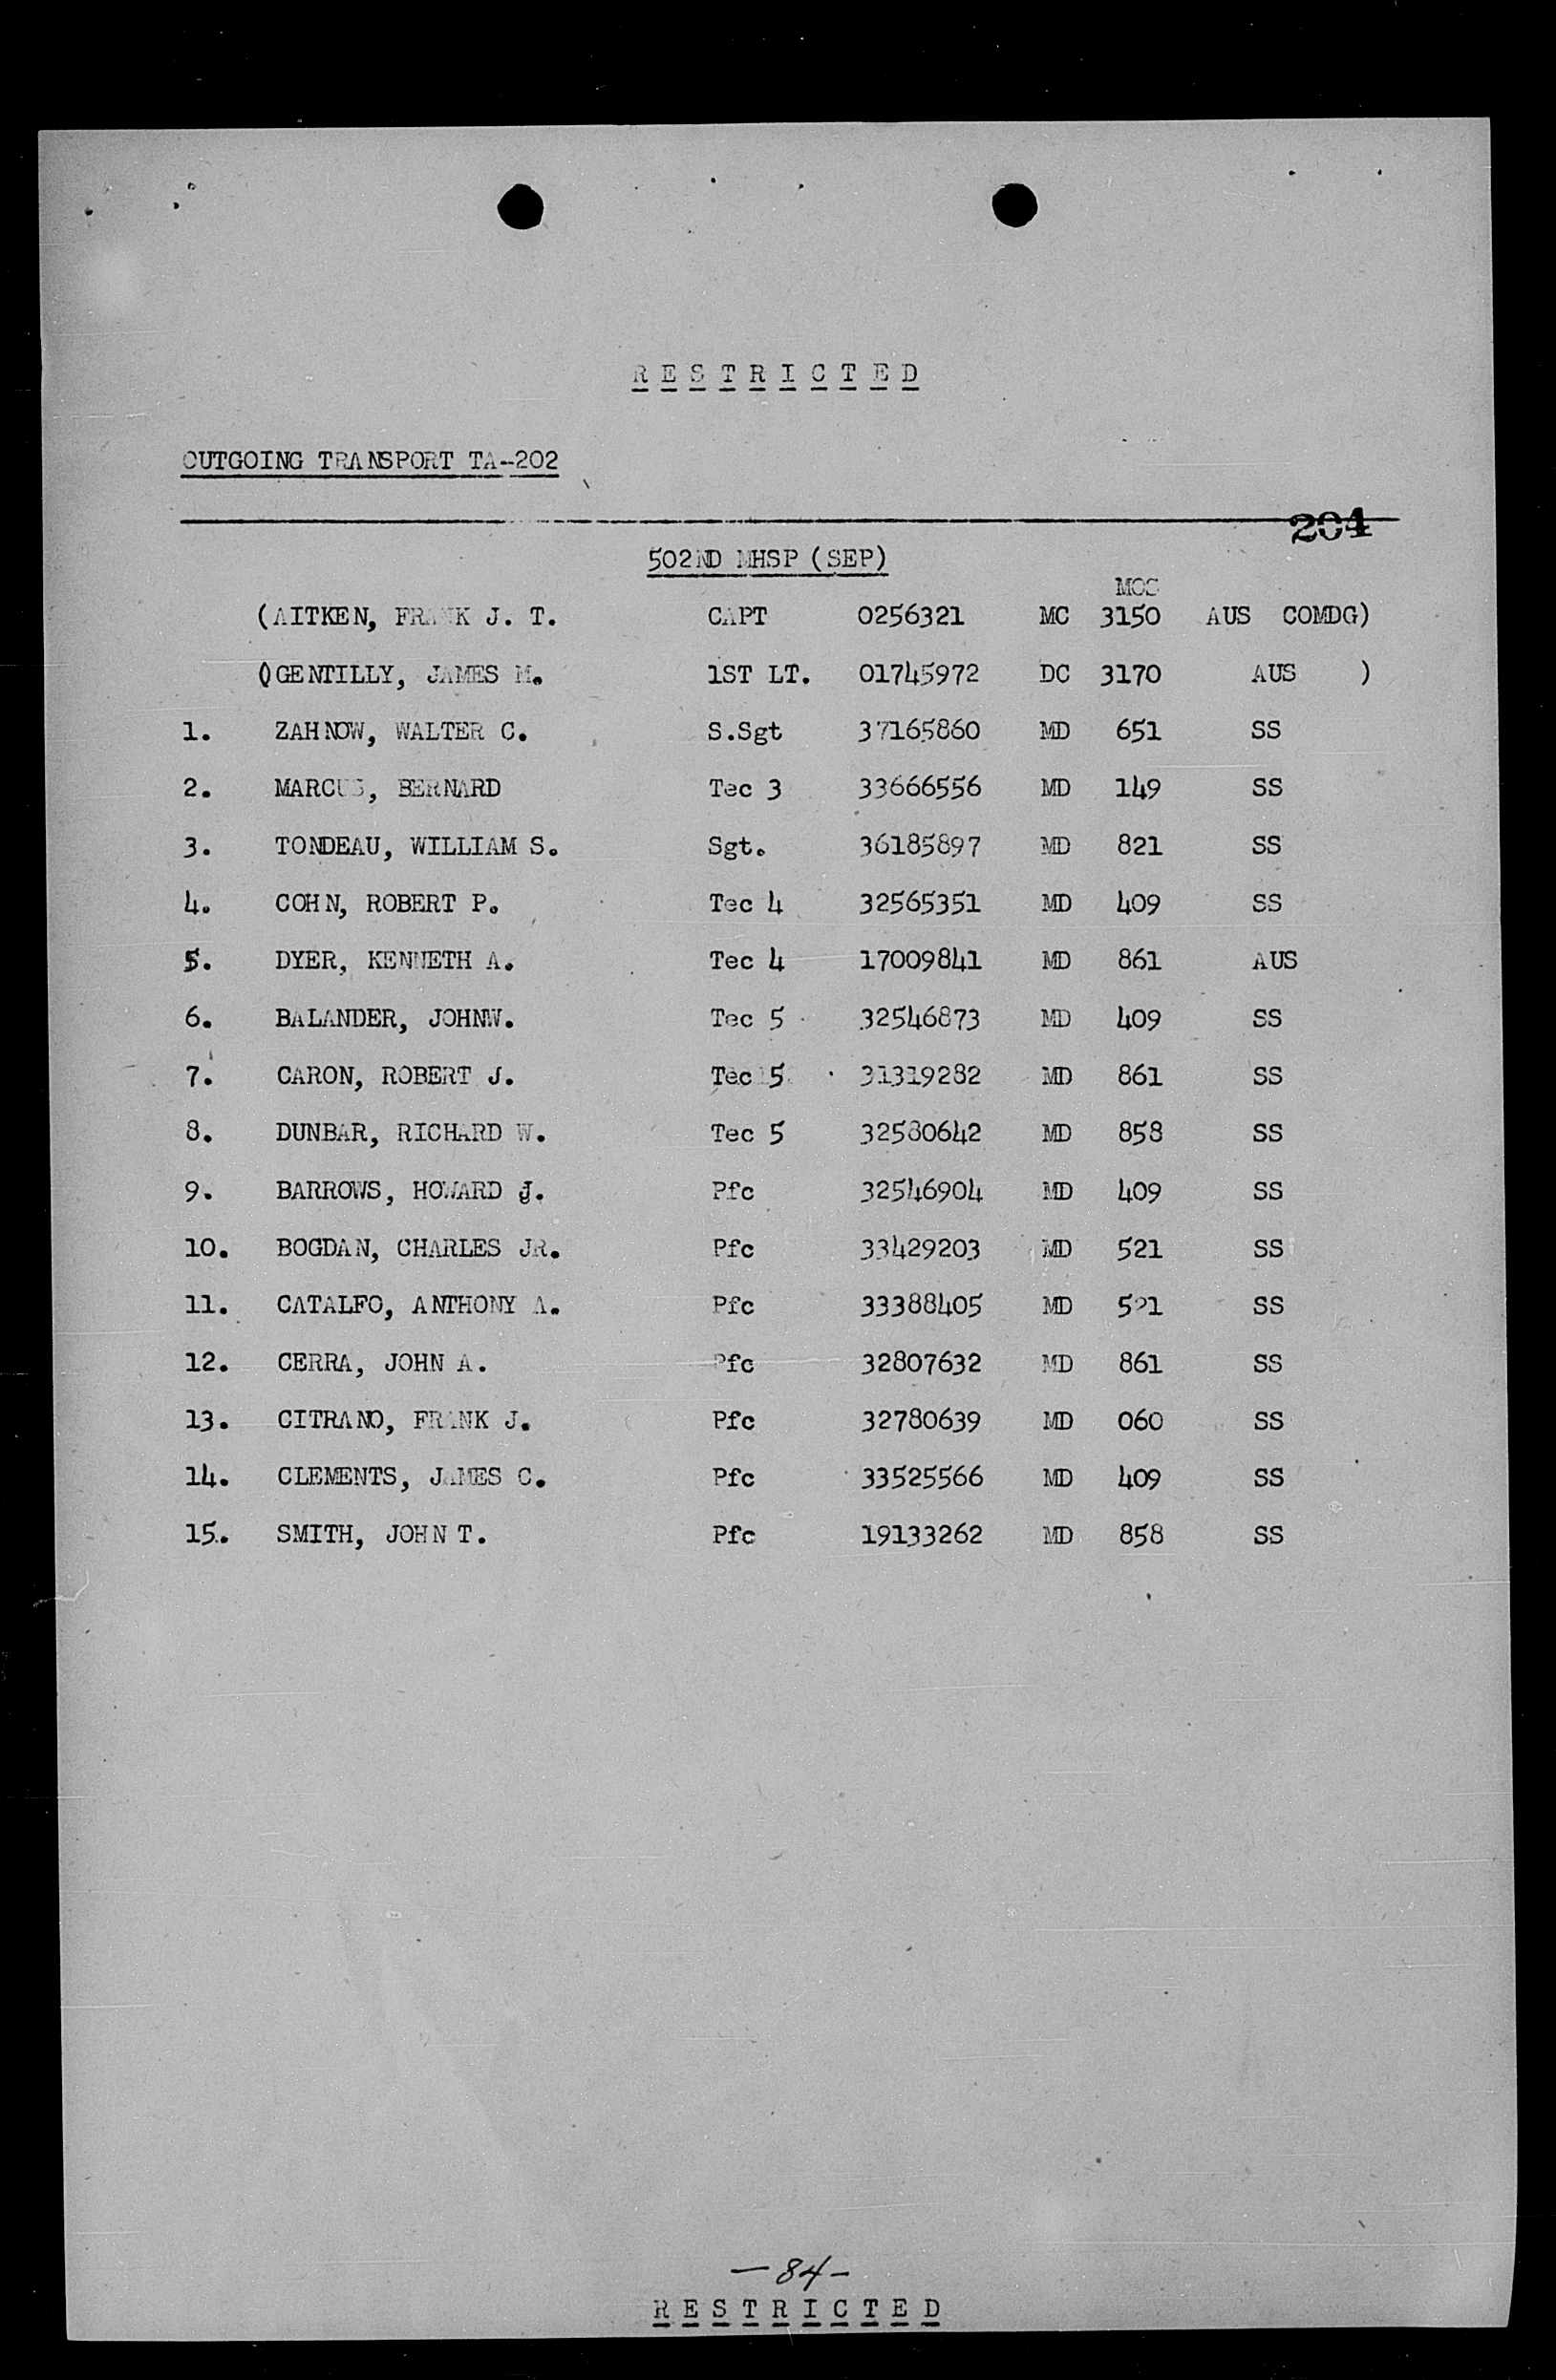 R E S T R I C T E D
OUTGOING TRANSPORT TA--202
204
502ND MHSP (SEP)
MOS
(AITKEN, FRANK J. T. CAPT 0256321 MC 3150 AUS COMDG)
(GENTILLY, JAMES M. 1ST LT. 01745972 DC 3170 AUS )
1. ZAHNOW, WALTER C. S.Sgt 37165860 MD 651 SS
2. MARCUS, BERNARD Tec 3 33666556 MD 149 SS
3. TONDEAU, WILLIAM S. Sgt. 36185897 MD 821 SS
4. COHN, ROBERT P. Tec 4 32565351 MD 409 SS
5. DYER, KENNETH A. Tec 4 17009841 MD 861 AUS
6. BALANDER, JOHNW. Tec 5 32546873 MD 409 SS
7. CARON, ROBERT J. Tec 5 31319282 MD 861 SS
8. DUNBAR, RICHARD W. Tec 5 32580642 MD 858 SS
9. BARROWS, HOWARD J. Pfc 32546904 MD 409 SS
10. BOGDAN, CHARLES JR. Pfc 33429203 MD 521 SS
11. CATALFO, ANTHONY A. Pfc 33388405 MD 521 SS
12. CERRA, JOHN A. Pfc 32807632 MD 861 SS
13. CITRANO, FRANK J. Pfc 32780639 MD 060 SS
14. CLEMENTS, JAMES C. Pfc 33525566 MD 409 SS
15. SMITH, JOHN T. Pfc 19133262 MD 858 SS
- 84 -
R E S T R I C T E D